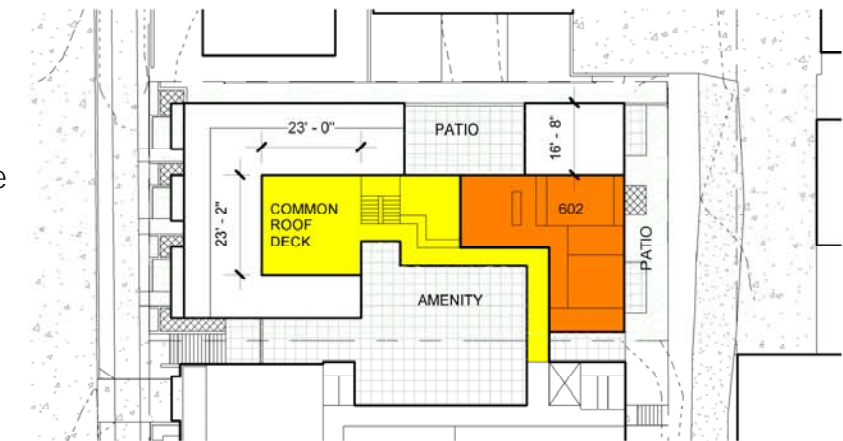 23' - 0"
PATIO
16' - 8"
e
23' - 2"
COMMON
ROOF
DECK
602
PATIO
AMENITY